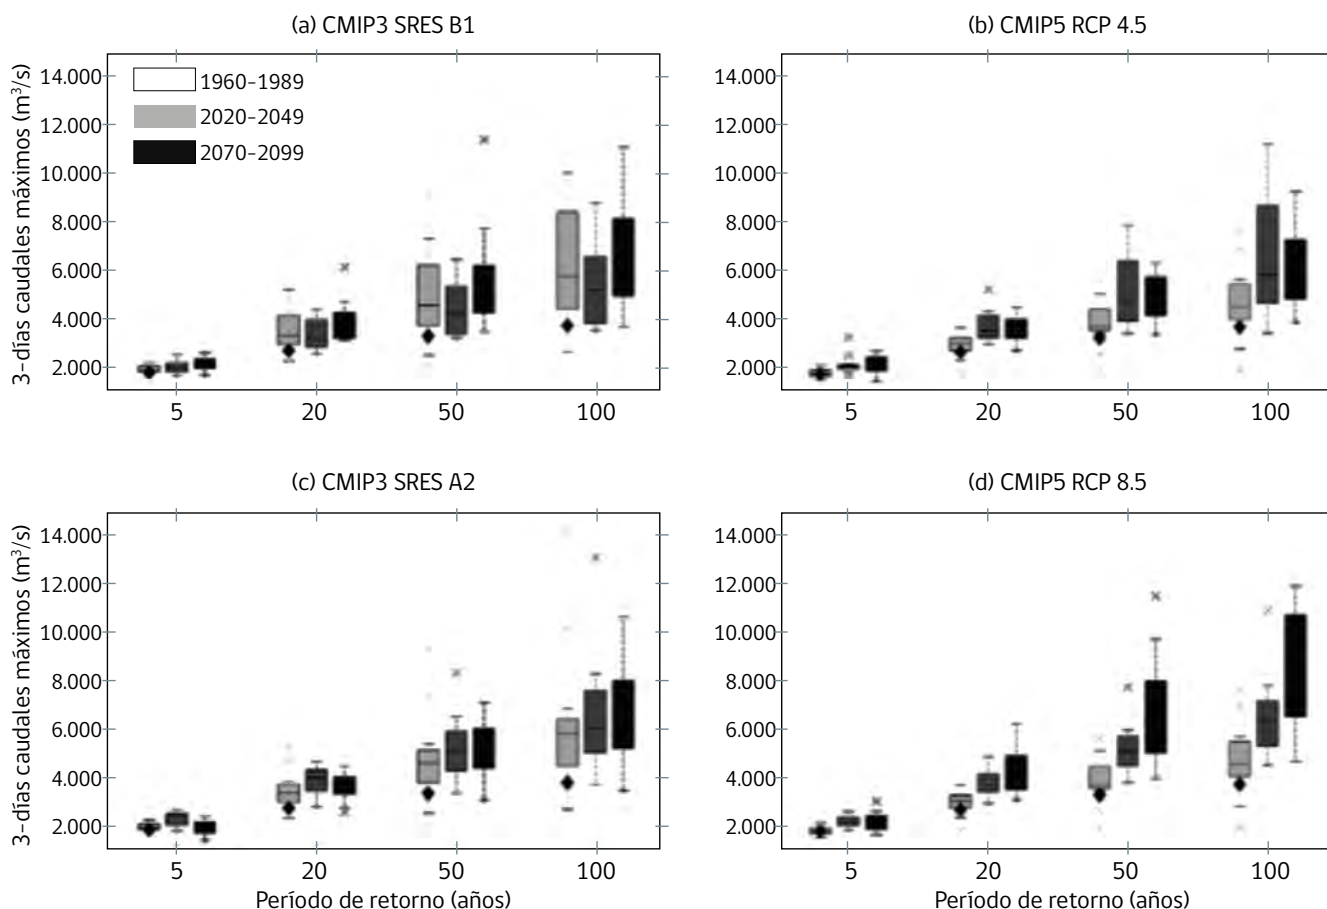 (a) CMIP3 SRES B1
3-días caudales máximos (m³/s)
14.000
12.000
10.000
8.000
6.000
4.000
2.000
1960-1989
2020-2049
2070-2099
5 20 50 100
(b) CMIP5 RCP 4.5
14.000
12.000
10.000
8.000
6.000
4.000
2.000
5 20 50 100
(c) CMIP3 SRES A2
3-días caudales máximos (m³/s)
14.000
12.000
10.000
8.000
6.000
4.000
2.000
5 20 50 100
Período de retorno (años)
(d) CMIP5 RCP 8.5
14.000
12.000
10.000
8.000
6.000
4.000
2.000
5 20 50 100
Período de retorno (años)